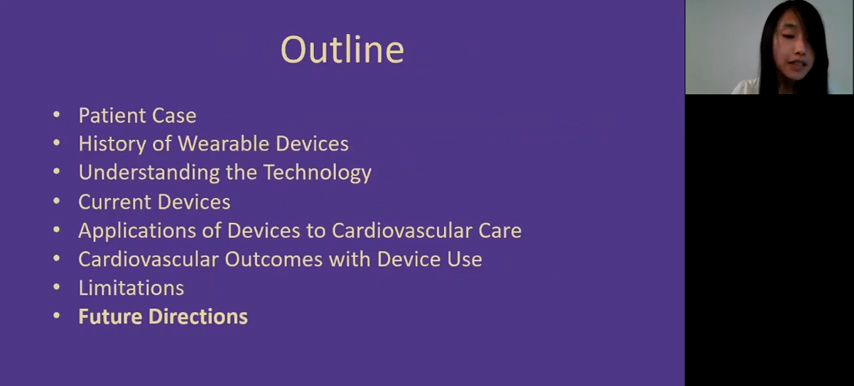 Outline
• Patient Case
• History of Wearable Devices
• Understanding the Technology
• Current Devices
• Applications of Devices to Cardiovascular Care
• Cardiovascular Outcomes with Device Use
• Limitations
• Future Directions